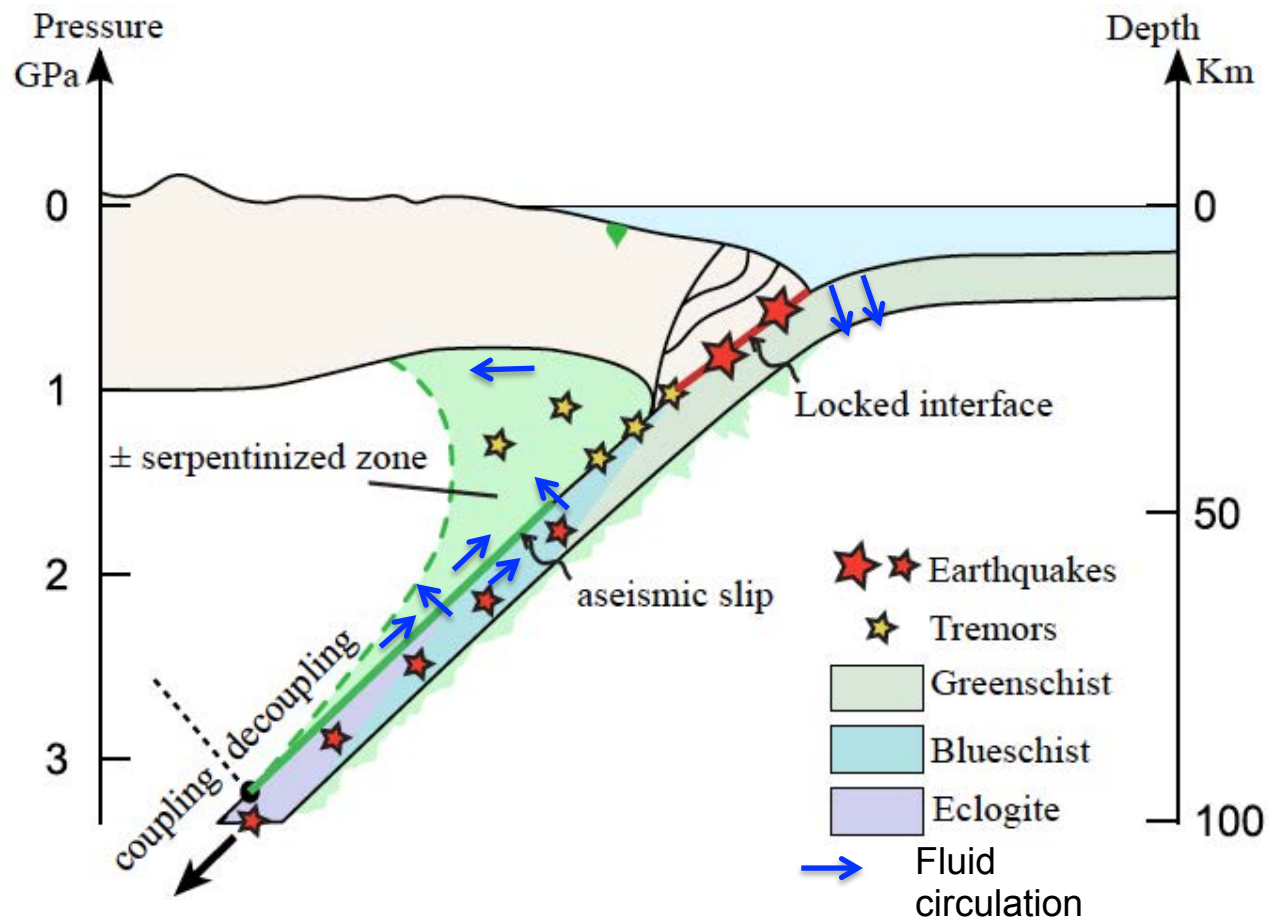 Pressure
GPa
Depth
Km
0
0
1
Locked interface
± serpentinized zone
50
2
aseismic slip
Earthquakes
Tremors
Greenschist
decoupling
coupling
3
Blueschist
Eclogite
100
Fluid
circulation